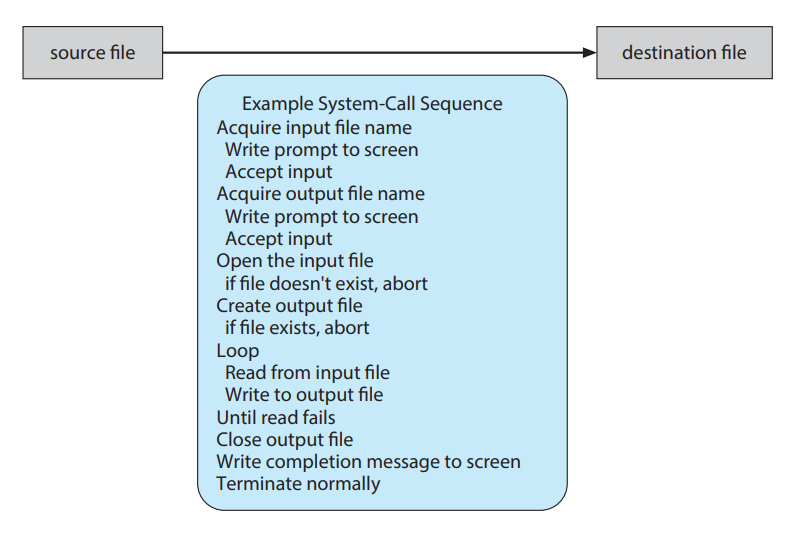 source file
destination file
Example System-Call Sequence
Acquire input file name
Write prompt to screen
Accept input
Acquire output file name
Write prompt to screen
Accept input
Open the input file
if file doesn't exist, abort
Create output file
if file exists, abort
Loop
Read from input file
Write to output file
Until read fails
Close output file
Write completion message to screen
Terminate normally